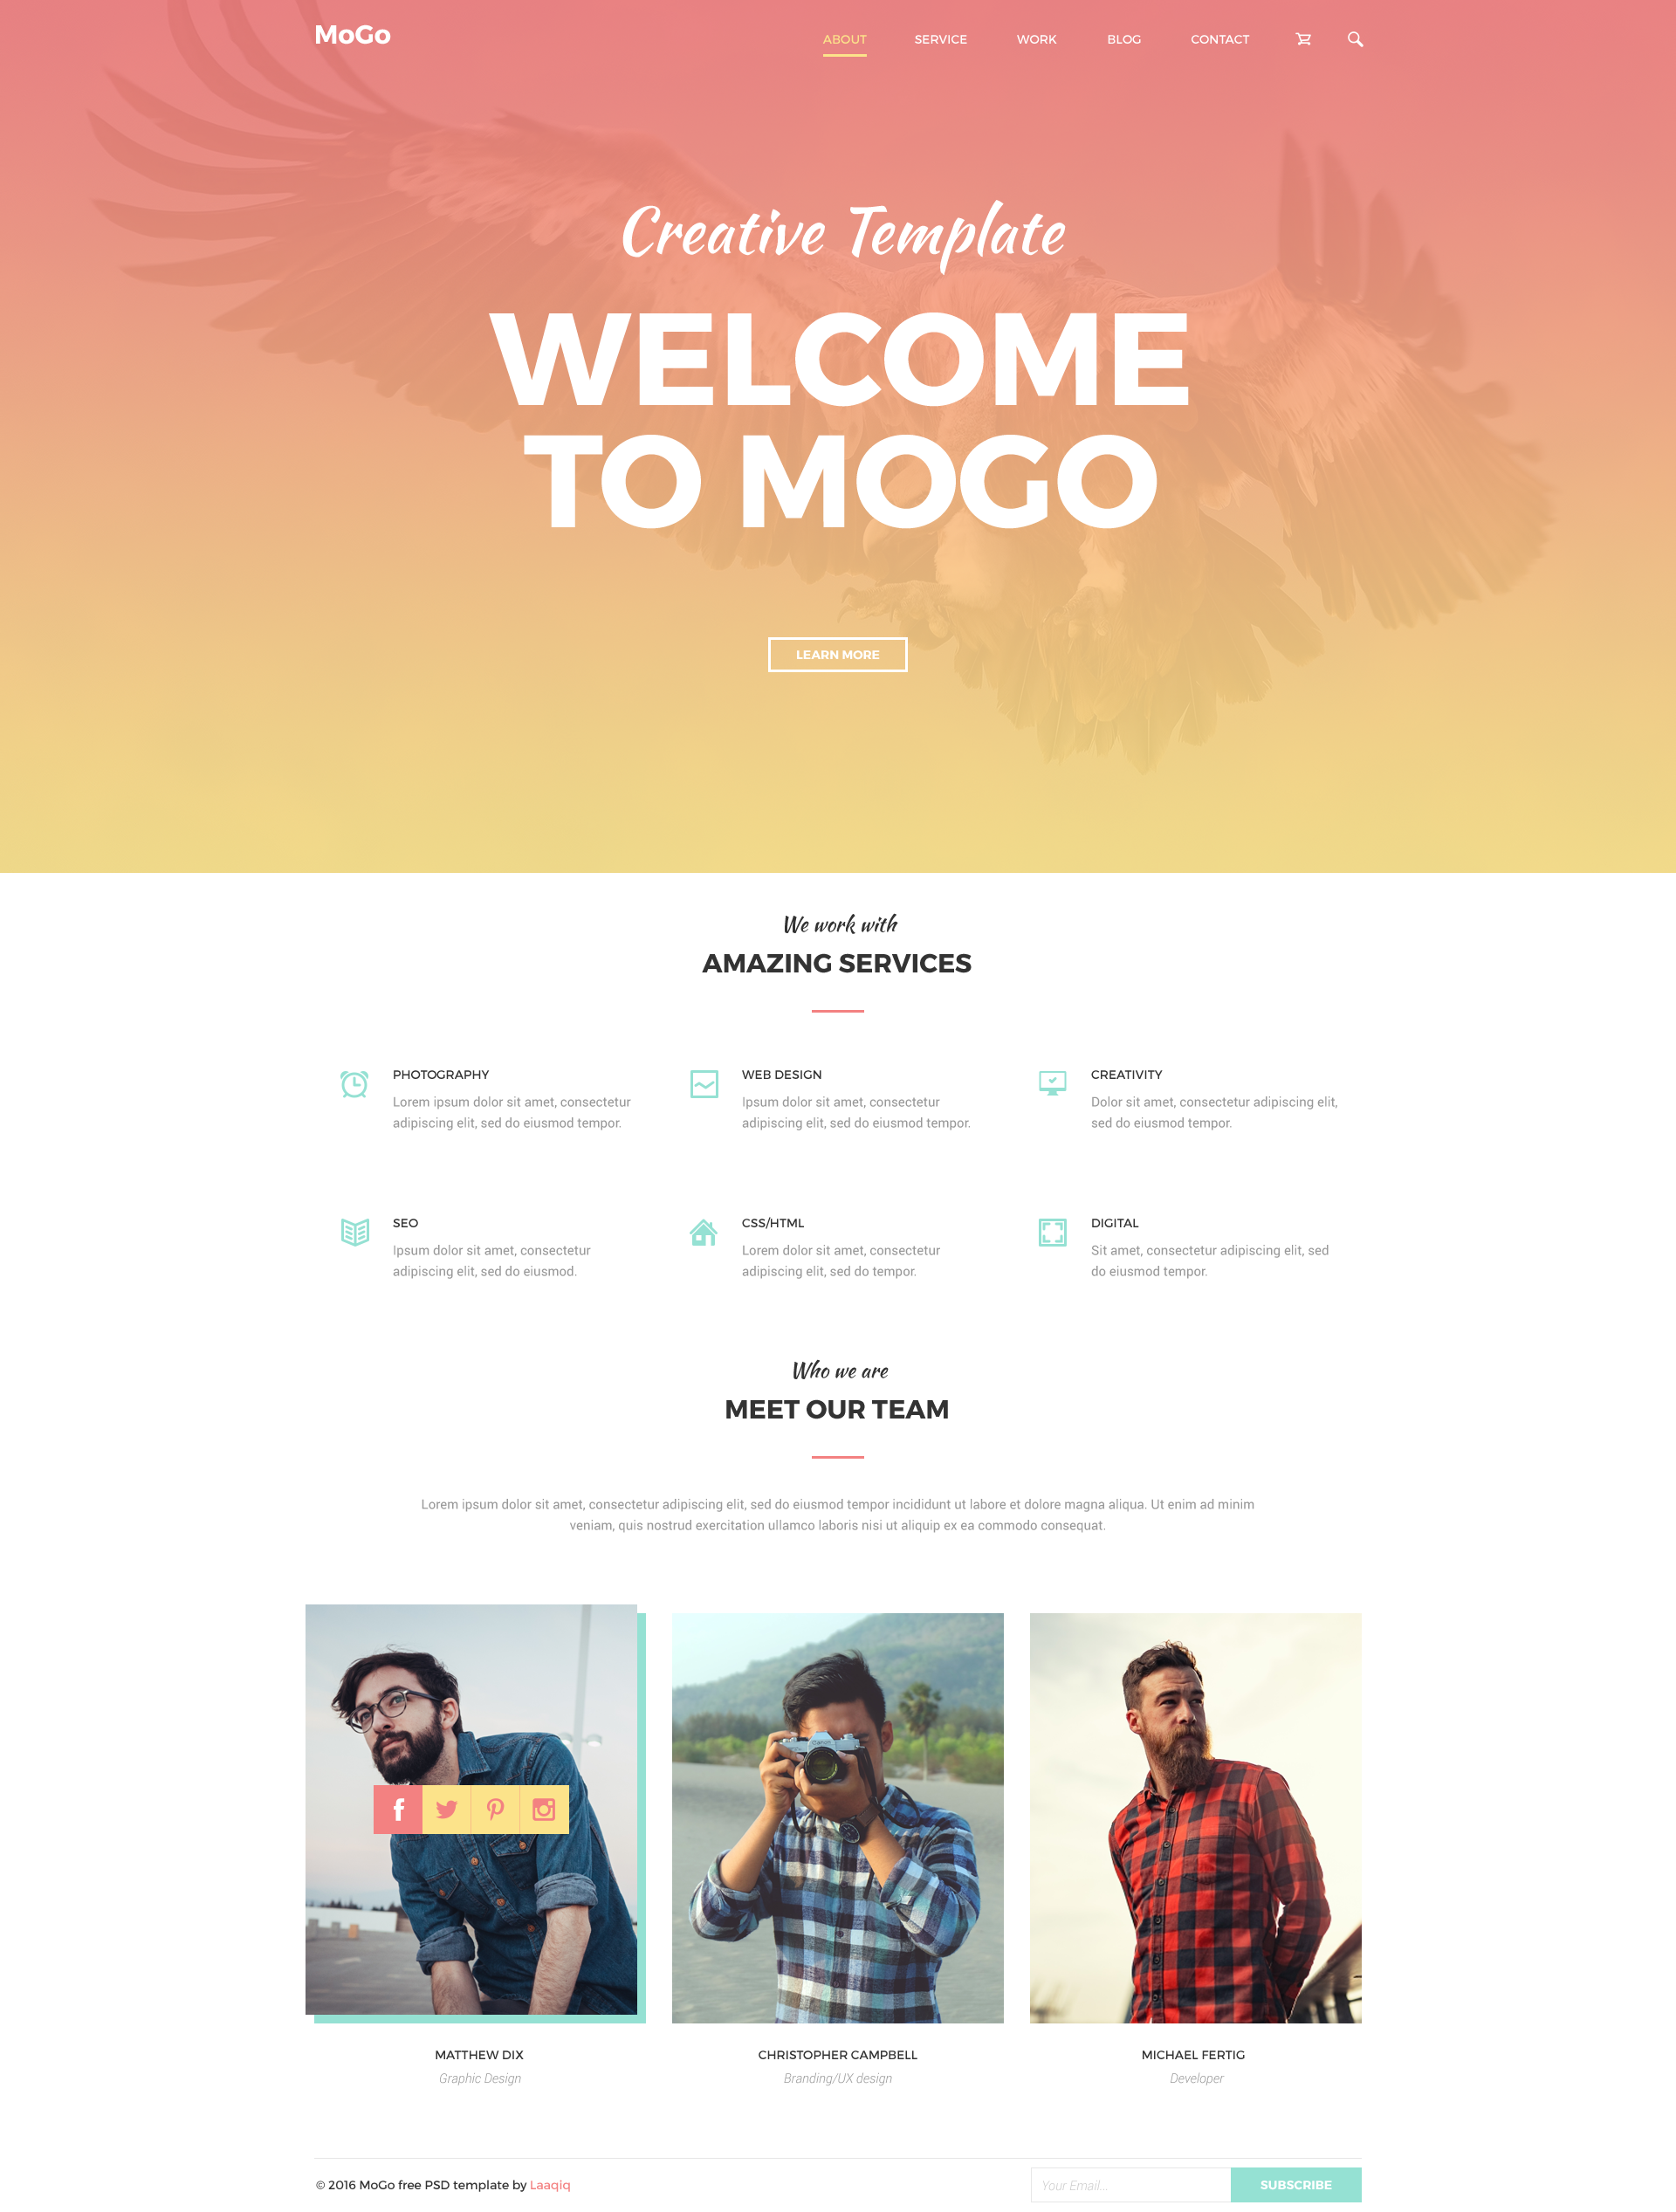 MoGo
ABOUT
SERVICE
WORK
BLOG
CONTACT
Creative Template
WELCOME
TO MOGO
LEARN MORE
We work with
AMAZING SERVICES
PHOTOGRAPHY
Lorem ipsum dolor sit amet, consectetur
adipiscing elit, sed do eiusmod tempor.
WEB DESIGN
Ipsum dolor sit amet, consectetur
adipiscing elit, sed do eiusmod tempor.
CREATIVITY
Dolor sit amet, consectetur adipiscing elit,
sed do eiusmod tempor.
SEO
Ipsum dolor sit amet, consectetur
adipiscing elit, sed do eiusmod.
CSS/HTML
Lorem dolor sit amet, consectetur
adipiscing elit, sed do tempor.
DIGITAL
Sit amet, consectetur adipiscing elit, sed
do eiusmod tempor.
Who we are
MEET OUR TEAM
Lorem ipsum dolor sit amet, consectetur adipiscing elit, sed do eiusmod tempor incididunt ut labore et dolore magna aliqua. Ut enim ad minim
veniam, quis nostrud exercitation ullamco laboris nisi ut aliquip ex ea commodo consequat.
Canon
MATTHEW DIX
Graphic Design
CHRISTOPHER CAMPBELL
Branding/UX design
MICHAEL FERTIG
Developer
© 2016 MoGo free PSD template by Laaqiq
Your Email...
SUBSCRIBE